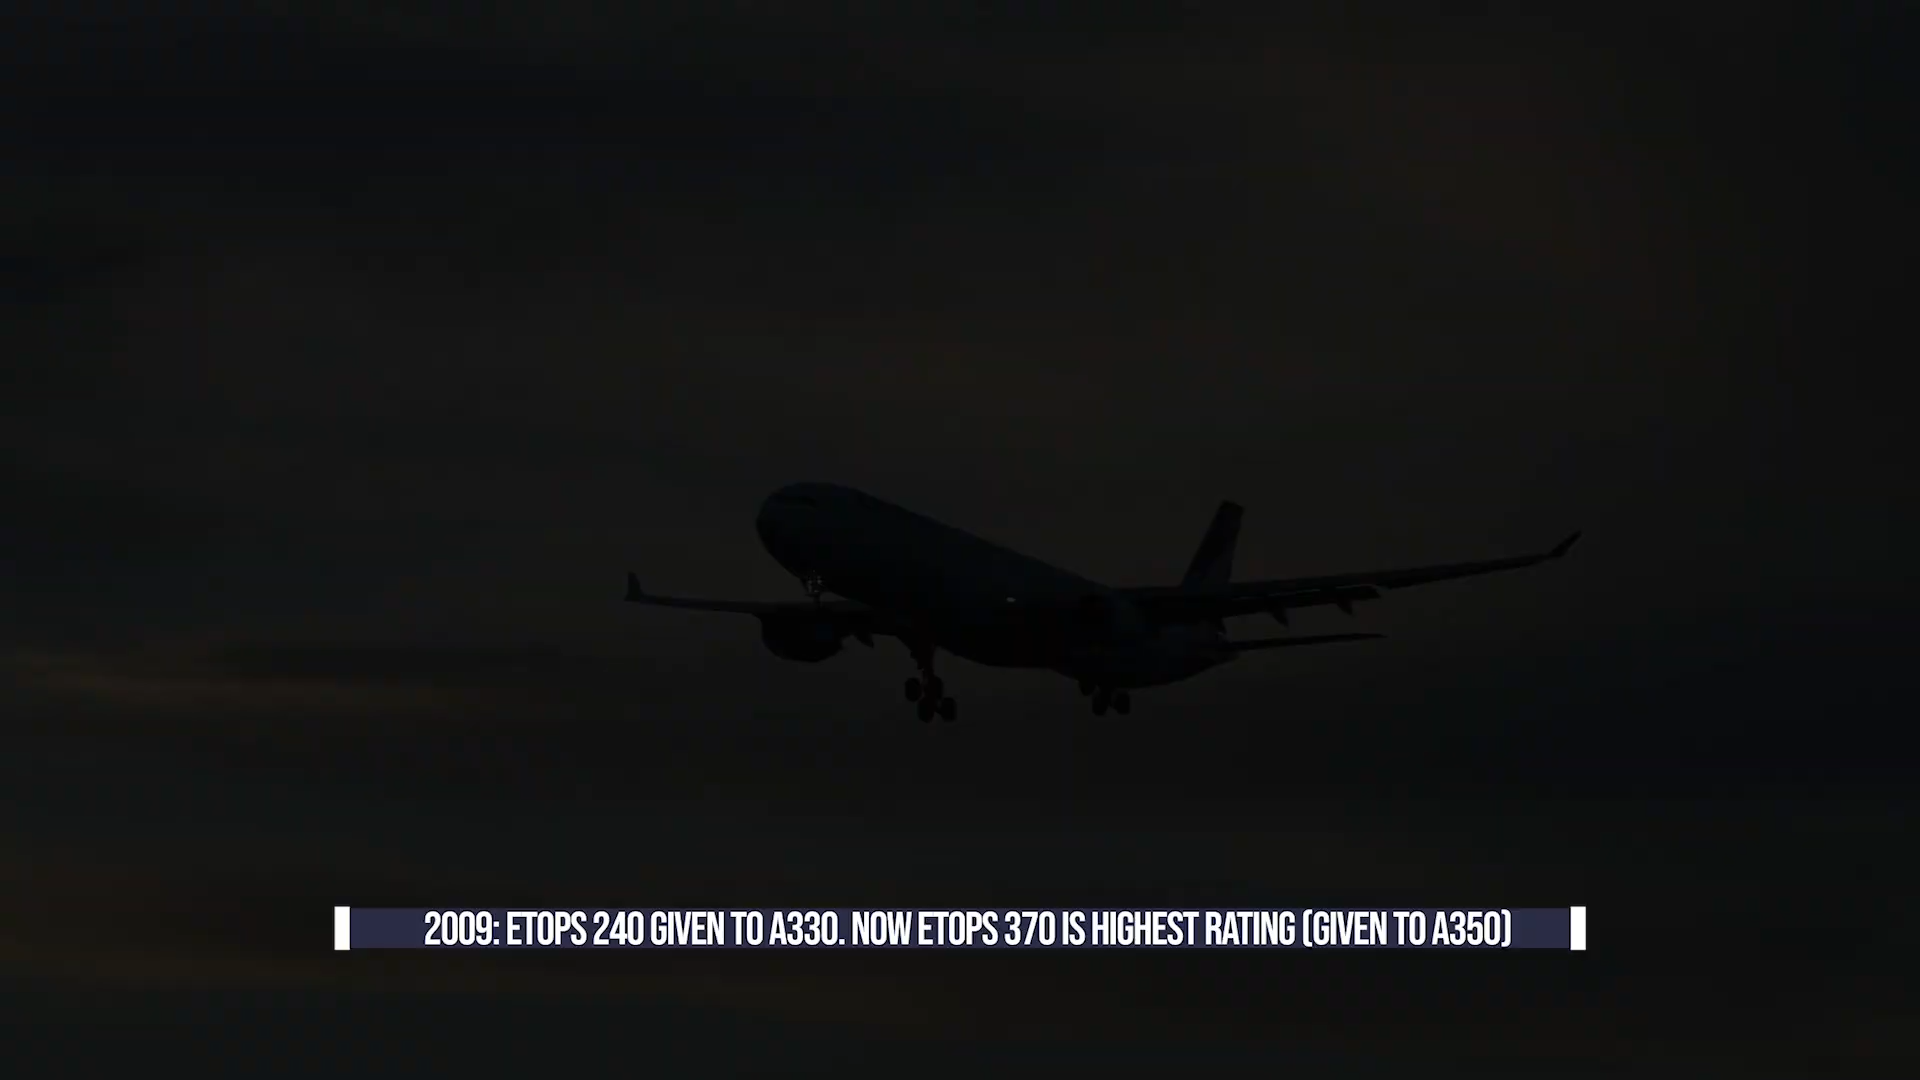 2009: ETOPS 240 GIVEN TO A330. NOW ETOPS 370 IS HIGHEST RATING (GIVEN TO A350)